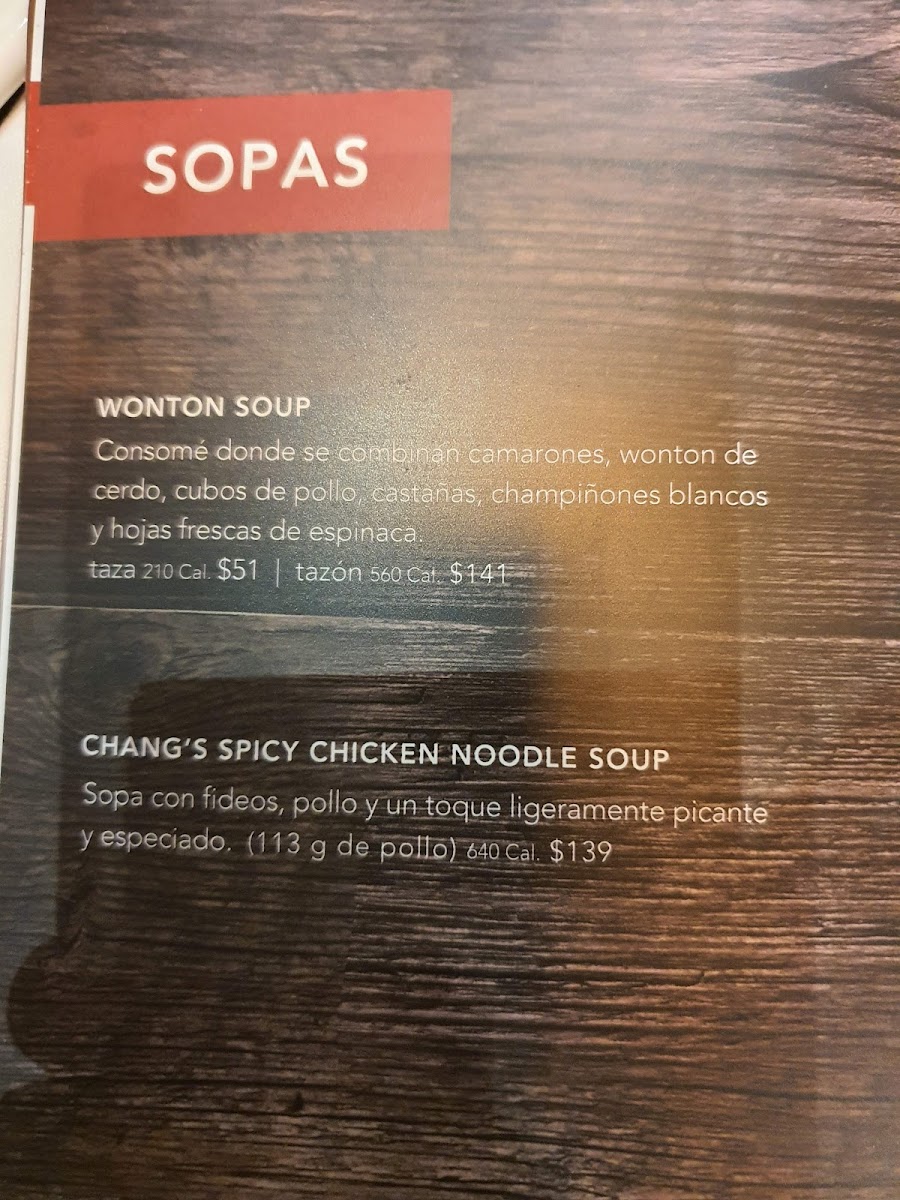 SOPAS
WONTON SOUP
Consomé donde se combinan camarones, wonton de
cerdo, cubos de pollo, castañas, champiñones blancos
y hojas frescas de espinaca.
taza 210 Cal. $51 | tazón 560 Cal. $141
CHANG'S SPICY CHICKEN NOODLE SOUP
Sopa con fideos, pollo y un toque ligeramente picante
y especiado. (113 g de pollo) 640 Cal. $139